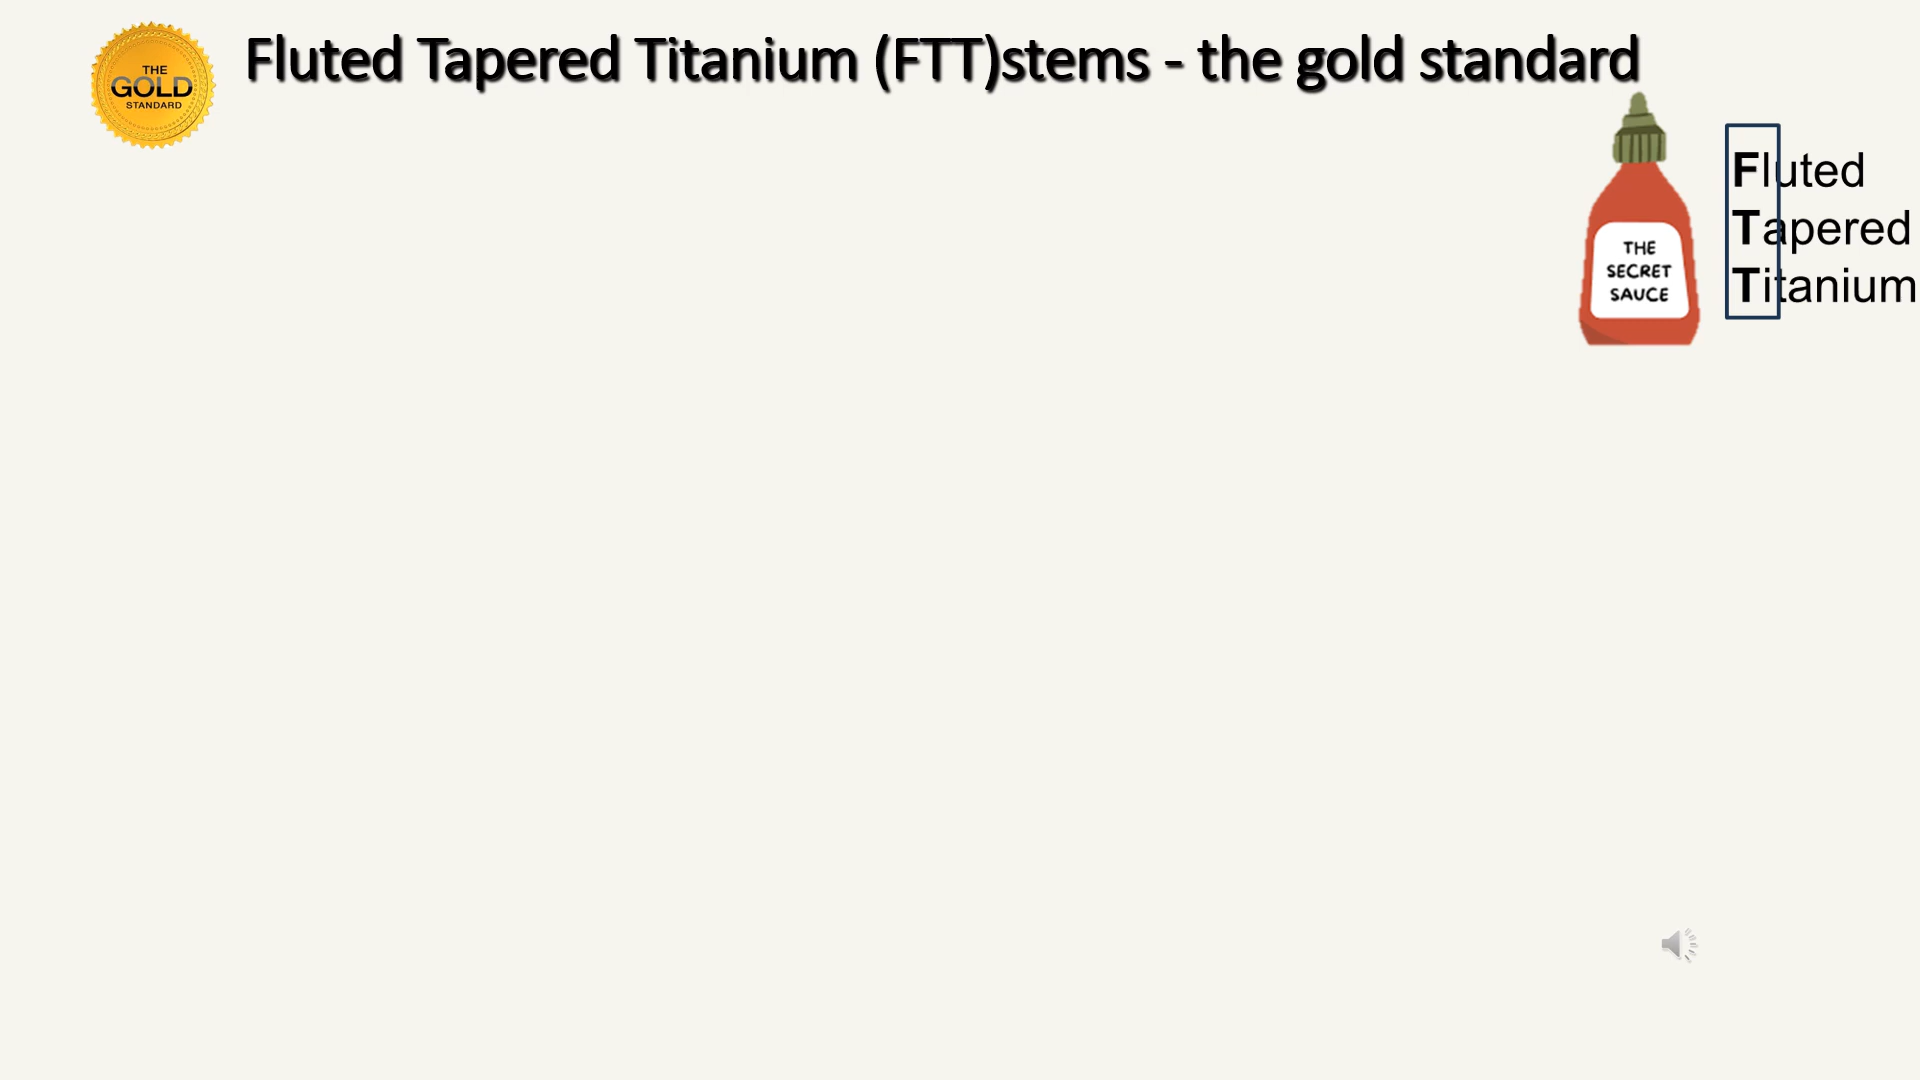 THE
GOLD
STANDARD
Fluted Tapered Titanium (FTT)stems - the gold standard
THE
SECRET
SAUCE
Fluted
Tapered
Titanium